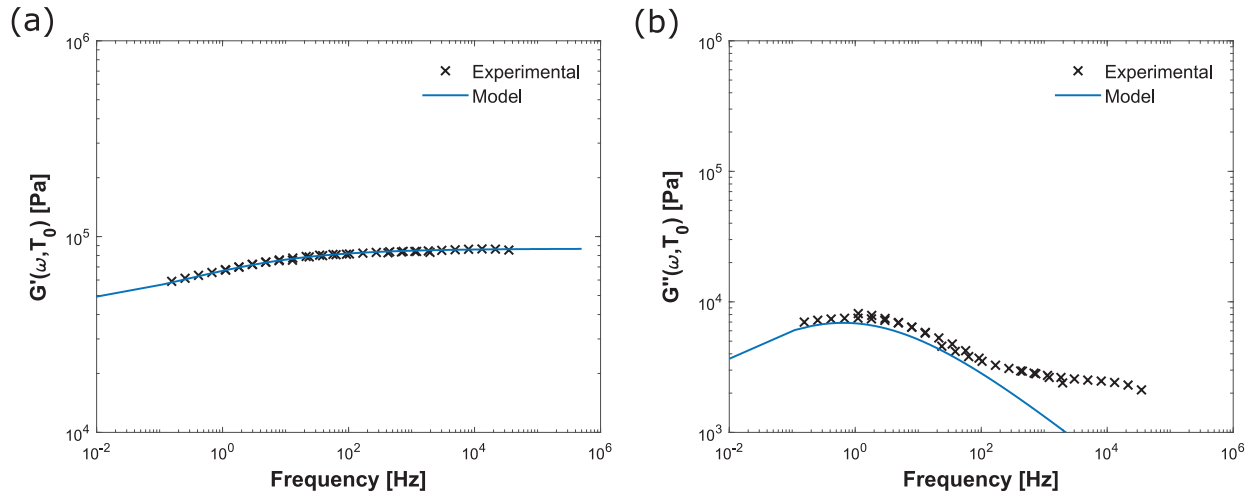 (a)
10^6
10^5
10^4
G'(ω,T_0) [Pa]
Experimental
Model
10^-2
10^0
10^2
10^4
10^6
Frequency [Hz]
(b)
10^6
10^5
10^4
10^3
G''(ω,T_0) [Pa]
Experimental
Model
10^-2
10^0
10^2
10^4
10^6
Frequency [Hz]